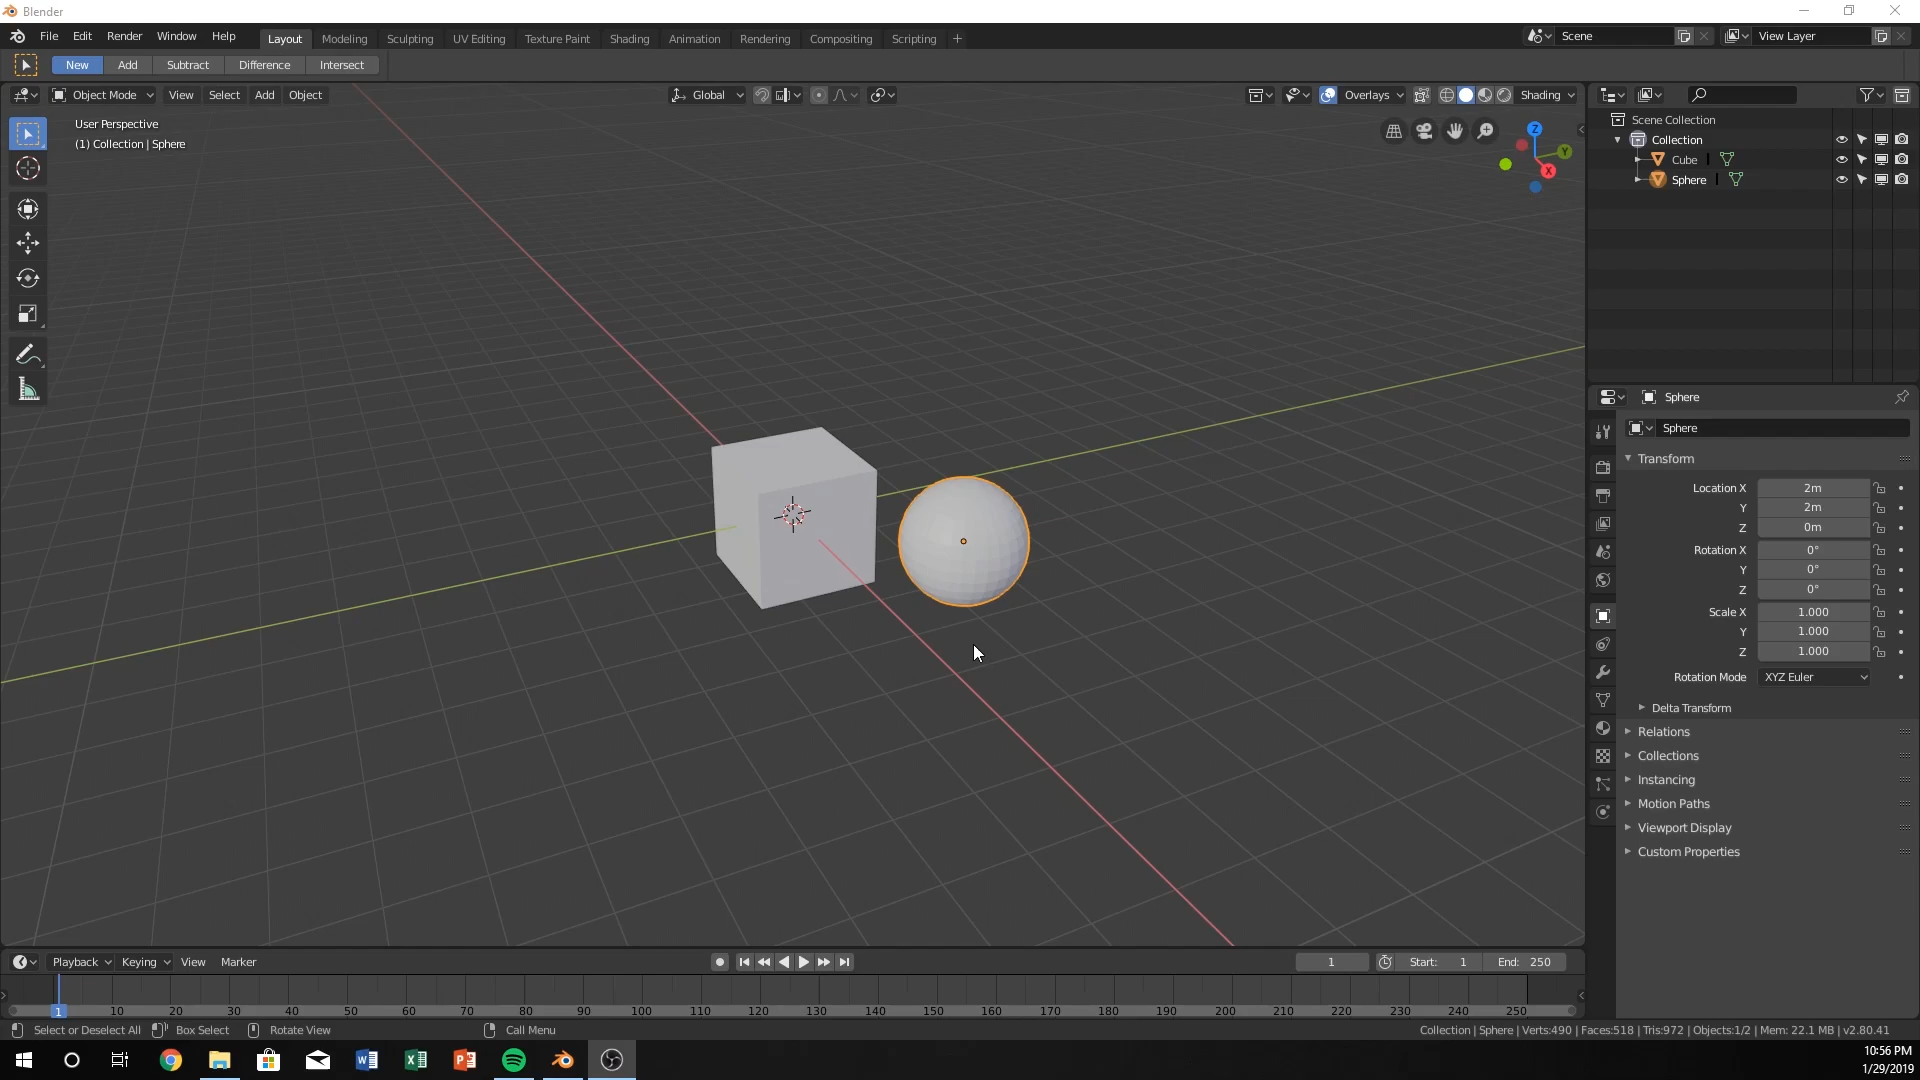 Blender
File Edit Render Window Help Layout Modeling Sculpting UV Editing Texture Paint Shading Animation Rendering Compositing Scripting + Scene View Layer
New Add Subtract Difference Intersect
Object Mode View Select Add Object Global Overlays Shading
User Perspective
(1) Collection | Sphere
Z
Y
X
Scene Collection
Collection
Cube
Sphere
Sphere
Sphere
Transform
Location X 2m
Y 2m
Z 0m
Rotation X 0°
Y 0°
Z 0°
Scale X 1.000
Y 1.000
Z 1.000
Rotation Mode XYZ Euler
Delta Transform
Relations
Collections
Instancing
Motion Paths
Viewport Display
Custom Properties
Playback Keying View Marker 1 Start: 1 End: 250
1 10 20 30 40 50 60 70 80 90 100 110 120 130 140 150 160 170 180 190 200 210 220 230 240 250
Select or Deselect All Box Select Rotate View Call Menu Collection | Sphere | Verts:490 | Faces:518 | Tris:972 | Objects:1/2 | Mem: 22.1 MB | v2.80.41
10:56 PM
1/29/2019